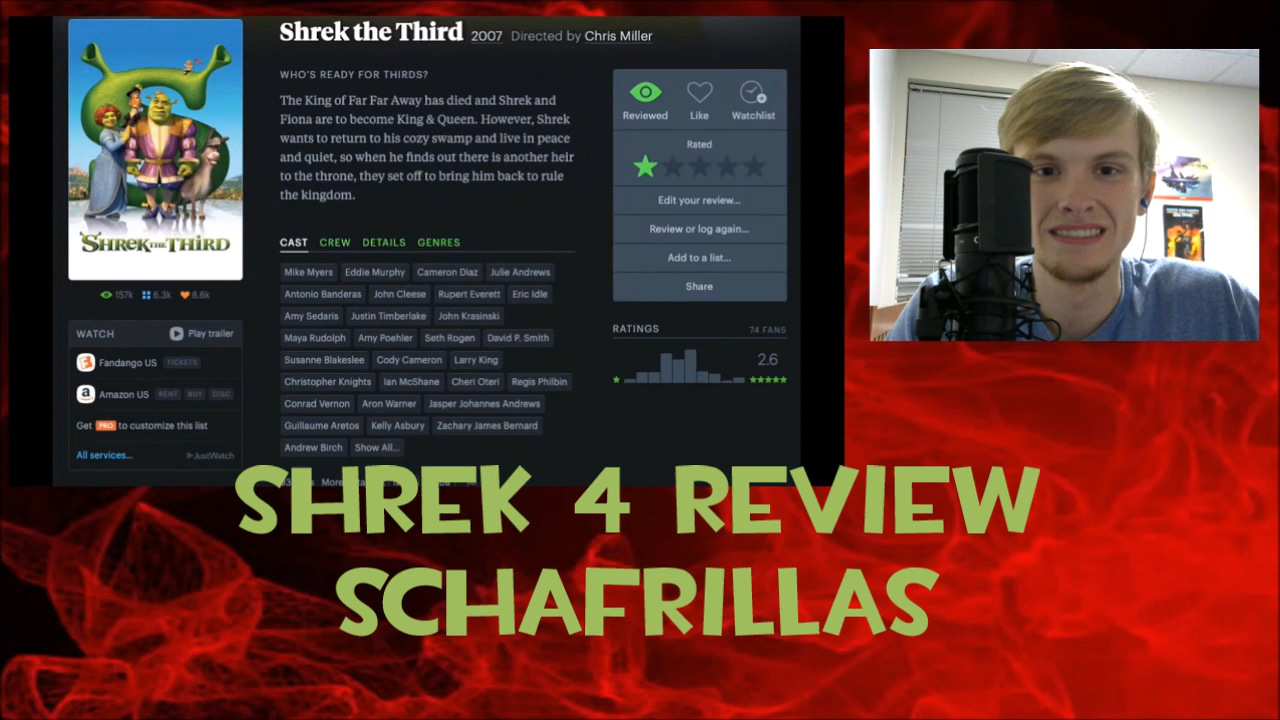 Shrek the Third 2007 Directed by Chris Miller
WHO'S READY FOR THIRDS?
The King of Far Far Away has died and Shrek and
Fiona are to become King & Queen. However, Shrek
wants to return to his cozy swamp and live in peace
and quiet, so when he finds out there is another heir
to the throne, they set off to bring him back to rule
the kingdom.
CAST CREW DETAILS GENRES
Mike Myers Eddie Murphy Cameron Diaz Julie Andrews
Antonio Banderas John Cleese Rupert Everett Eric Idle
Amy Sedaris Justin Timberlake John Krasinski
Maya Rudolph Amy Poehler Seth Rogen David P. Smith
Susanne Blakeslee Cody Cameron Larry King
Christopher Knights Ian McShane Cheri Oteri Regis Philbin
Conrad Vernon Aron Warner Jasper Johannes Andrews
Guillaume Aretos Kelly Asbury Zachary James Bernard
Andrew Birch Show All...
SHREK THE THIRD
157k 6.3k 8.6k
WATCH Play trailer
Fandango US TICKETS
Amazon US RENT BUY DISC
Get PRO to customize this list
All services... JustWatch
Reviewed Like Watchlist
Rated
Edit your review...
Review or log again...
Add to a list...
Share
RATINGS 74 FANS
2.6
SHREK 4 REVIEW
SCHAFRILLAS